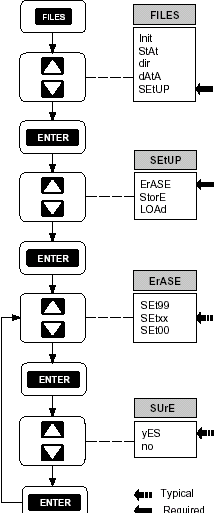 FILES
FILES
Init
StAt
dir
dAtA
SEtUP
ENTER
SEtUP
ErASE
StorE
LOAd
ENTER
ErASE
SEt99
SEtxx
SEt00
ENTER
SUrE
yES
no
Typical
ENTER
Required